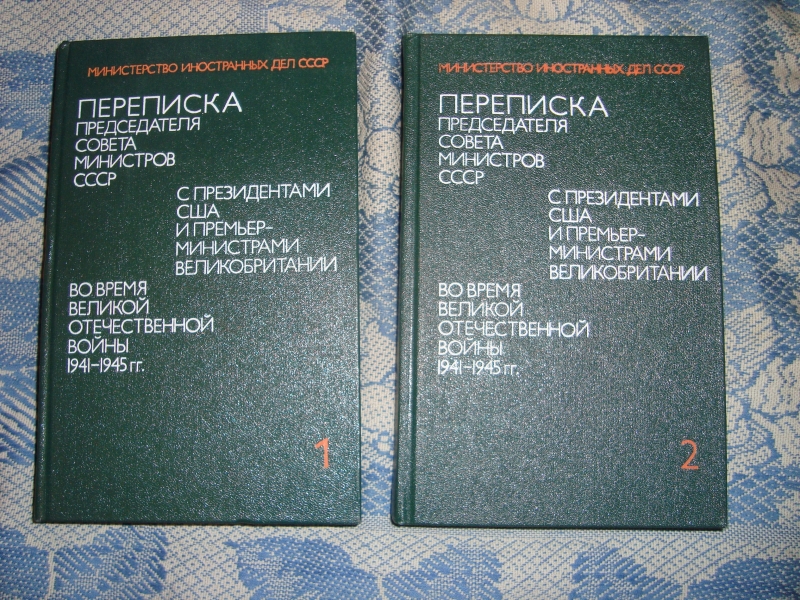 МИНИСТЕРСТВО ИНОСТРАННЫХ ДЕЛ СССР
ПЕРЕПИСКА
ПРЕДСЕДАТЕЛЯ
СОВЕТА
МИНИСТРОВ
СССР
С ПРЕЗИДЕНТАМИ
США
И ПРЕМЬЕР-
МИНИСТРАМИ
ВЕЛИКОБРИТАНИИ
ВО ВРЕМЯ
ВЕЛИКОЙ
ОТЕЧЕСТВЕННОЙ
ВОЙНЫ
1941-1945 гг.
1
МИНИСТЕРСТВО ИНОСТРАННЫХ ДЕЛ СССР
ПЕРЕПИСКА
ПРЕДСЕДАТЕЛЯ
СОВЕТА
МИНИСТРОВ
СССР
С ПРЕЗИДЕНТАМИ
США
И ПРЕМЬЕР-
МИНИСТРАМИ
ВЕЛИКОБРИТАНИИ
ВО ВРЕМЯ
ВЕЛИКОЙ
ОТЕЧЕСТВЕННОЙ
ВОЙНЫ
1941-1945 гг.
2